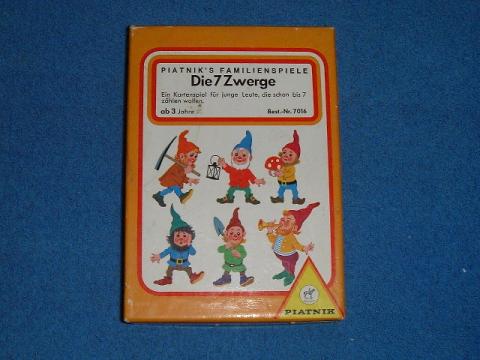 PIATNIK'S FAMILIENSPIELE
Die 7 Zwerge
Ein Kartenspiel für junge Leute, die schon bis 7
zählen wollen.
ab 3 Jahre
Best.-Nr. 7016
PIATNIK